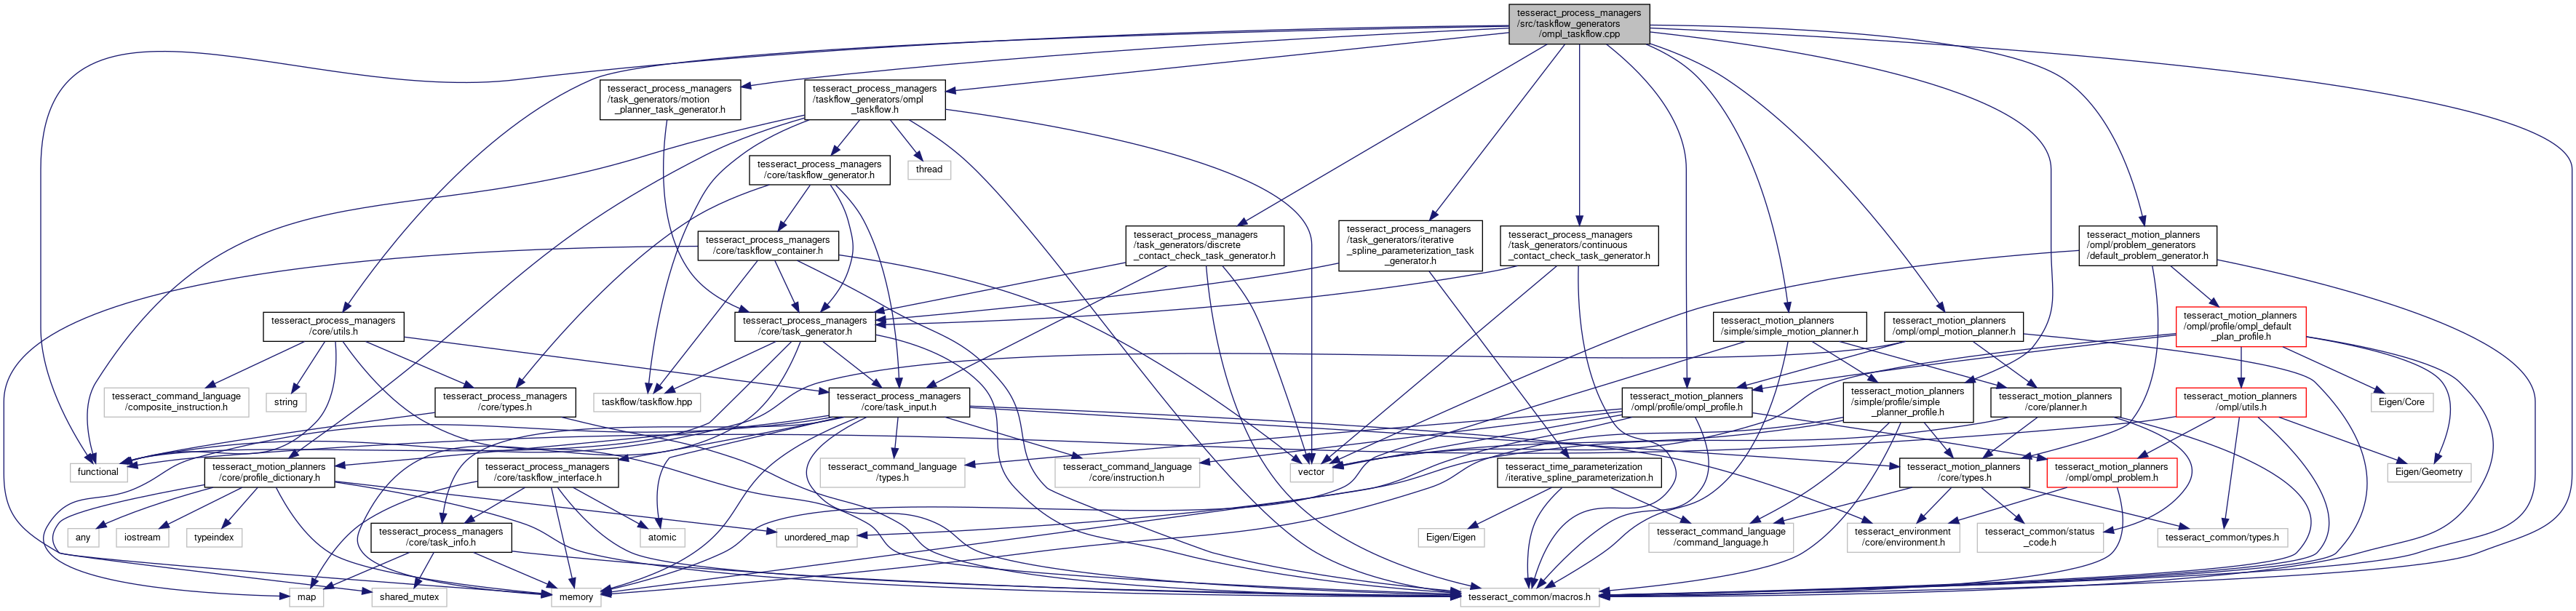 tesseract_process_managers
/src/taskflow_generators
/ompl_taskflow.cpp
tesseract_process_managers
/task_generators/motion
_planner_task_generator.h
tesseract_process_managers
/taskflow_generators/ompl
_taskflow.h
tesseract_process_managers
/core/taskflow_generator.h
thread
tesseract_process_managers
/core/taskflow_container.h
tesseract_process_managers
/task_generators/discrete
_contact_check_task_generator.h
tesseract_process_managers
/task_generators/iterative
_spline_parameterization_task
_generator.h
tesseract_process_managers
/task_generators/continuous
_contact_check_task_generator.h
tesseract_motion_planners
/ompl/problem_generators
/default_problem_generator.h
tesseract_process_managers
/core/utils.h
tesseract_process_managers
/core/task_generator.h
tesseract_motion_planners
/simple/simple_motion_planner.h
tesseract_motion_planners
/ompl/ompl_motion_planner.h
tesseract_motion_planners
/ompl/profile/ompl_default
_plan_profile.h
tesseract_command_language
/composite_instruction.h
string
tesseract_process_managers
/core/types.h
taskflow/taskflow.hpp
tesseract_process_managers
/core/task_input.h
tesseract_motion_planners
/ompl/profile/ompl_profile.h
tesseract_motion_planners
/simple/profile/simple
_planner_profile.h
tesseract_motion_planners
/core/planner.h
tesseract_motion_planners
/ompl/utils.h
Eigen/Core
functional
tesseract_motion_planners
/core/profile_dictionary.h
tesseract_process_managers
/core/taskflow_interface.h
tesseract_command_language
/types.h
tesseract_command_language
/core/instruction.h
vector
tesseract_time_parameterization
/iterative_spline_parameterization.h
tesseract_motion_planners
/core/types.h
tesseract_motion_planners
/ompl/ompl_problem.h
Eigen/Geometry
any
iostream
typeindex
tesseract_process_managers
/core/task_info.h
atomic
unordered_map
Eigen/Eigen
tesseract_command_language
/command_language.h
tesseract_environment
/core/environment.h
tesseract_common/status
_code.h
tesseract_common/types.h
map
shared_mutex
memory
tesseract_common/macros.h